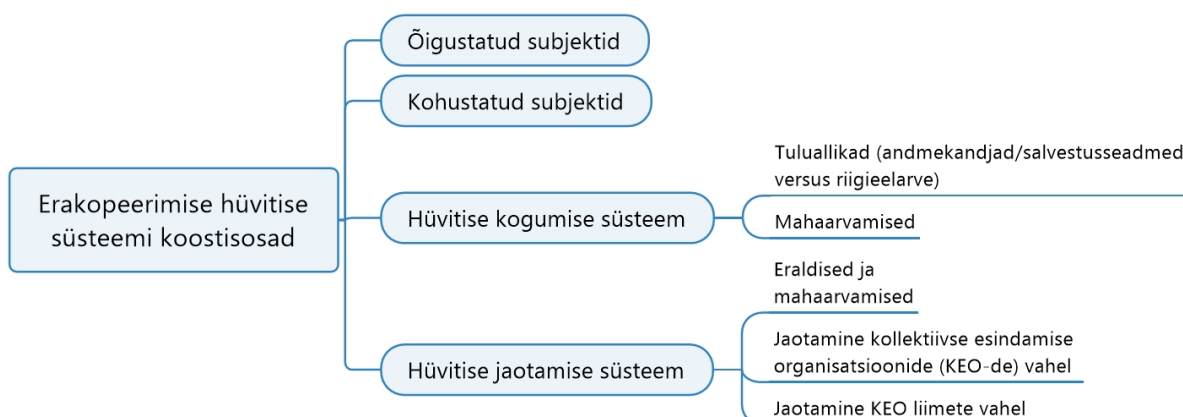 Õigustatud subjektid
Kohustatud subjektid
Erakopeerimise hüvitise
süsteemi koostisosad
Hüvitise kogumise süsteem
Tuluallikad (andmekandjad/salvestusseadmed
versus riigieelarve)
Mahaarvamised
Hüvitise jaotamise süsteem
Eraldised ja
mahaarvamised
Jaotamine kollektiivse esindamise
organisatsioonide (KEO-de) vahel
Jaotamine KEO liimete vahel